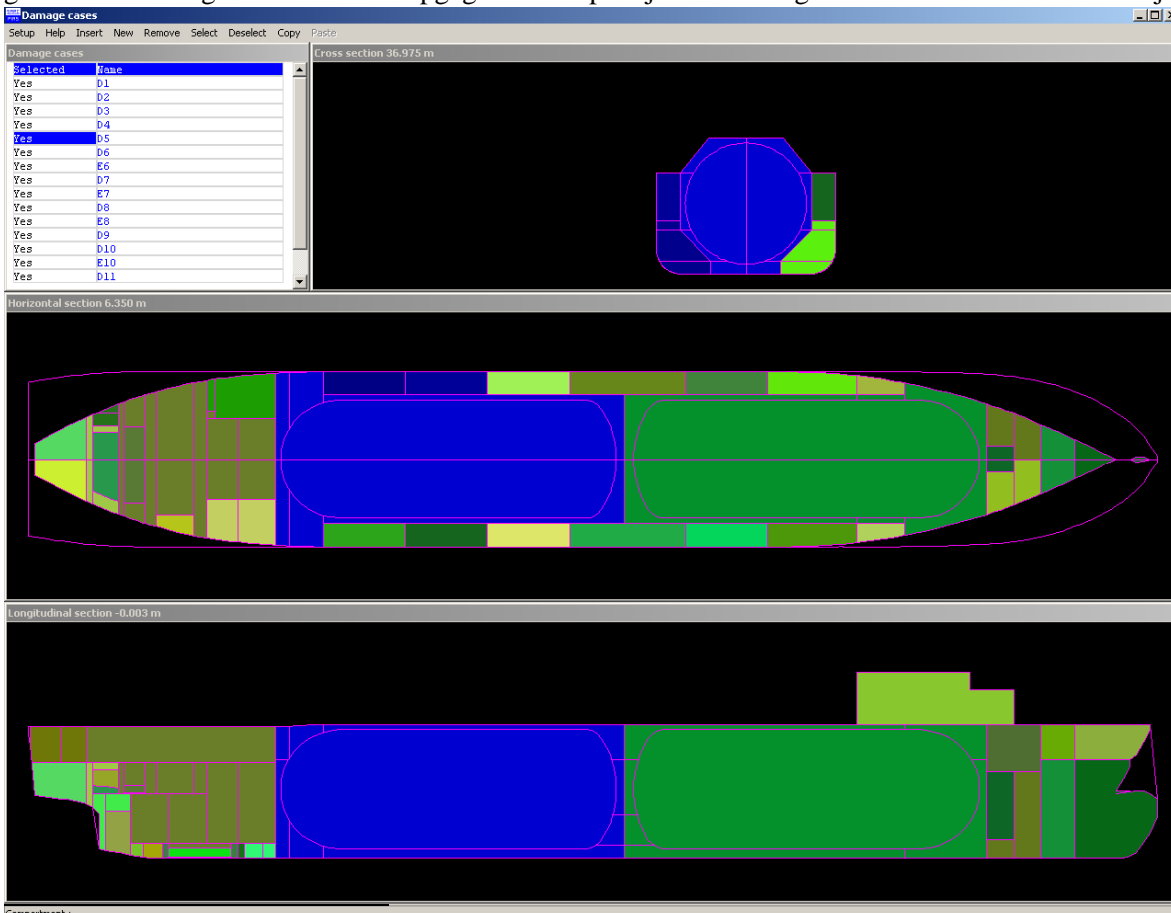 Damage cases
Setup Help Insert New Remove Select Deselect Copy Paste
Damage cases
Selected Name
Yes D1
Yes D2
Yes D3
Yes D4
Yes D5
Yes D6
Yes E6
Yes D7
Yes E7
Yes D8
Yes E8
Yes D9
Yes D10
Yes E10
Yes D11
Cross section 36.975 m
Horizontal section 6.350 m
Longitudinal section -0.003 m